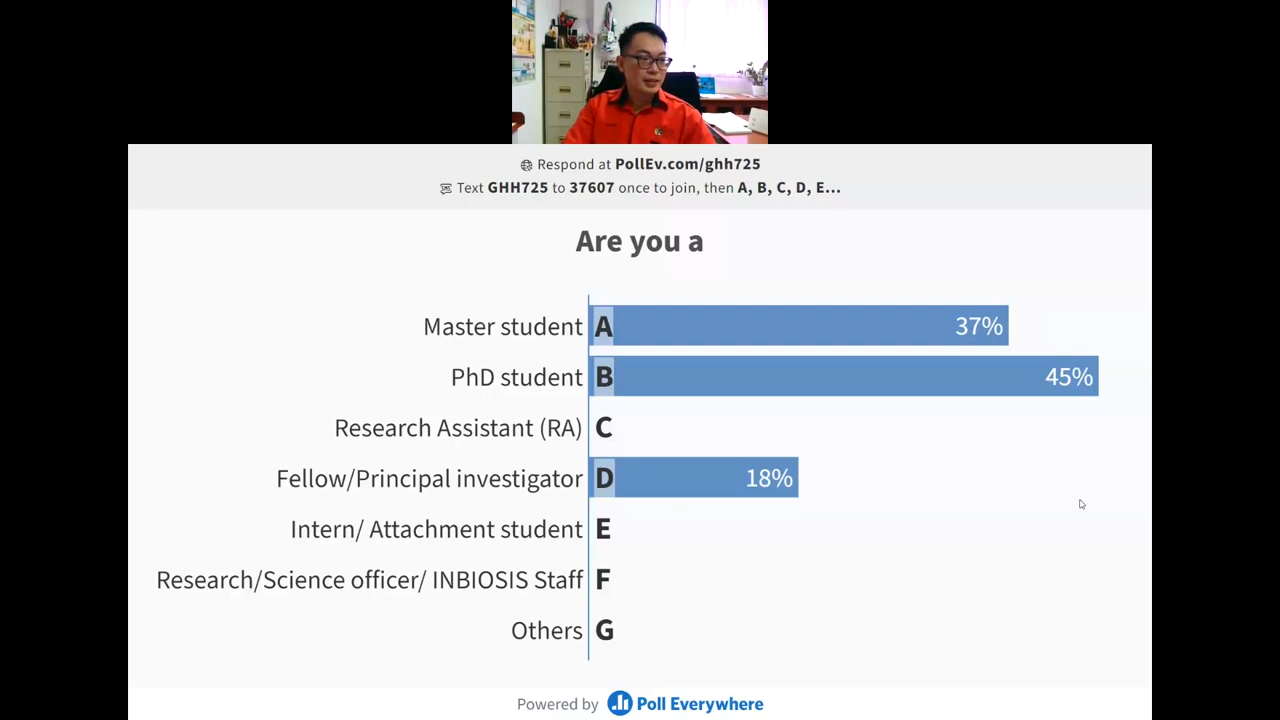 Respond at PollEv.com/ghh725
Text GHH725 to 37607 once to join, then A, B, C, D, E...
Are you a
Master student A 37%
PhD student B 45%
Research Assistant (RA) C
Fellow/Principal investigator D 18%
Intern/ Attachment student E
Research/Science officer/ INBIOSIS Staff F
Others G
Powered by Poll Everywhere